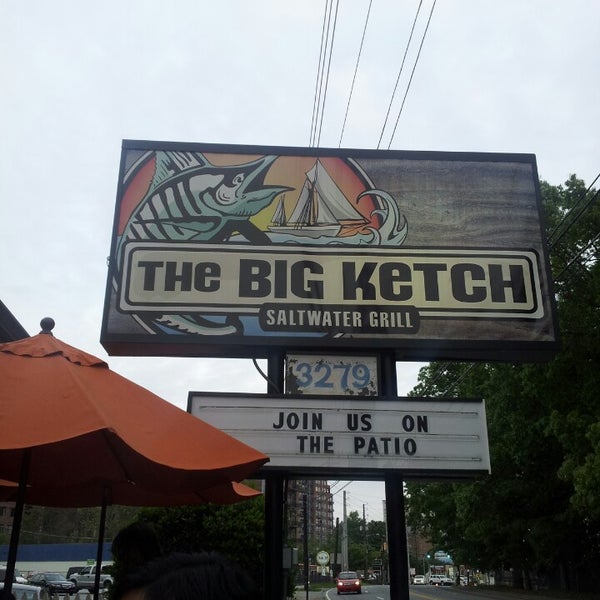 THE BIG KETCH
SALTWATER GRILL
3279
JOIN US ON
THE PATIO